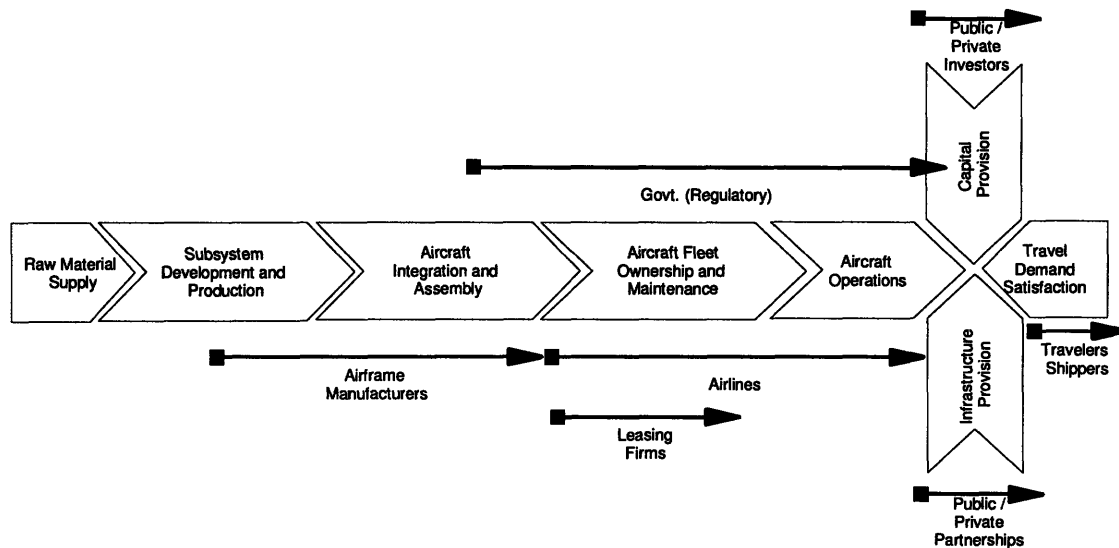 Public /
Private
Investors
Capital
Provision
Govt. (Regulatory)
Raw Material
Supply
Subsystem
Development and
Production
Aircraft
Integration and
Assembly
Aircraft Fleet
Ownership and
Maintenance
Aircraft
Operations
Travel
Demand
Satisfaction
Airframe
Manufacturers
Airlines
Leasing
Firms
Infrastructure
Provision
Travelers
Shippers
Public /
Private
Partnerships